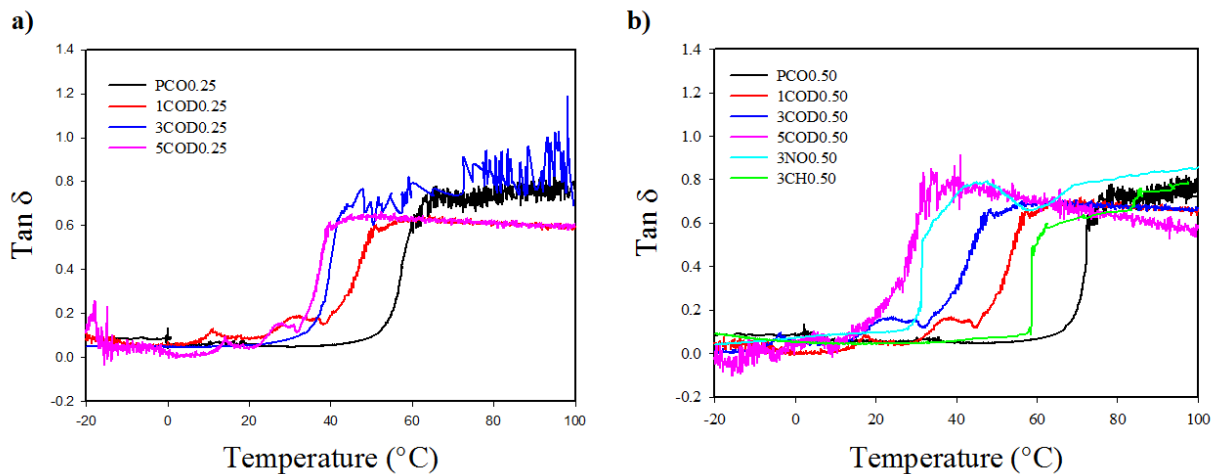 a)
1.4
1.2
1.0
0.8
0.6
0.4
0.2
0.0
-0.2
Tan δ
PCO0.25
1COD0.25
3COD0.25
5COD0.25
-20 0 20 40 60 80 100
Temperature (°C)
b)
1.4
1.2
1.0
0.8
0.6
0.4
0.2
0.0
-0.2
Tan δ
PCO0.50
1COD0.50
3COD0.50
5COD0.50
3NO0.50
3CH0.50
-20 0 20 40 60 80 100
Temperature (°C)